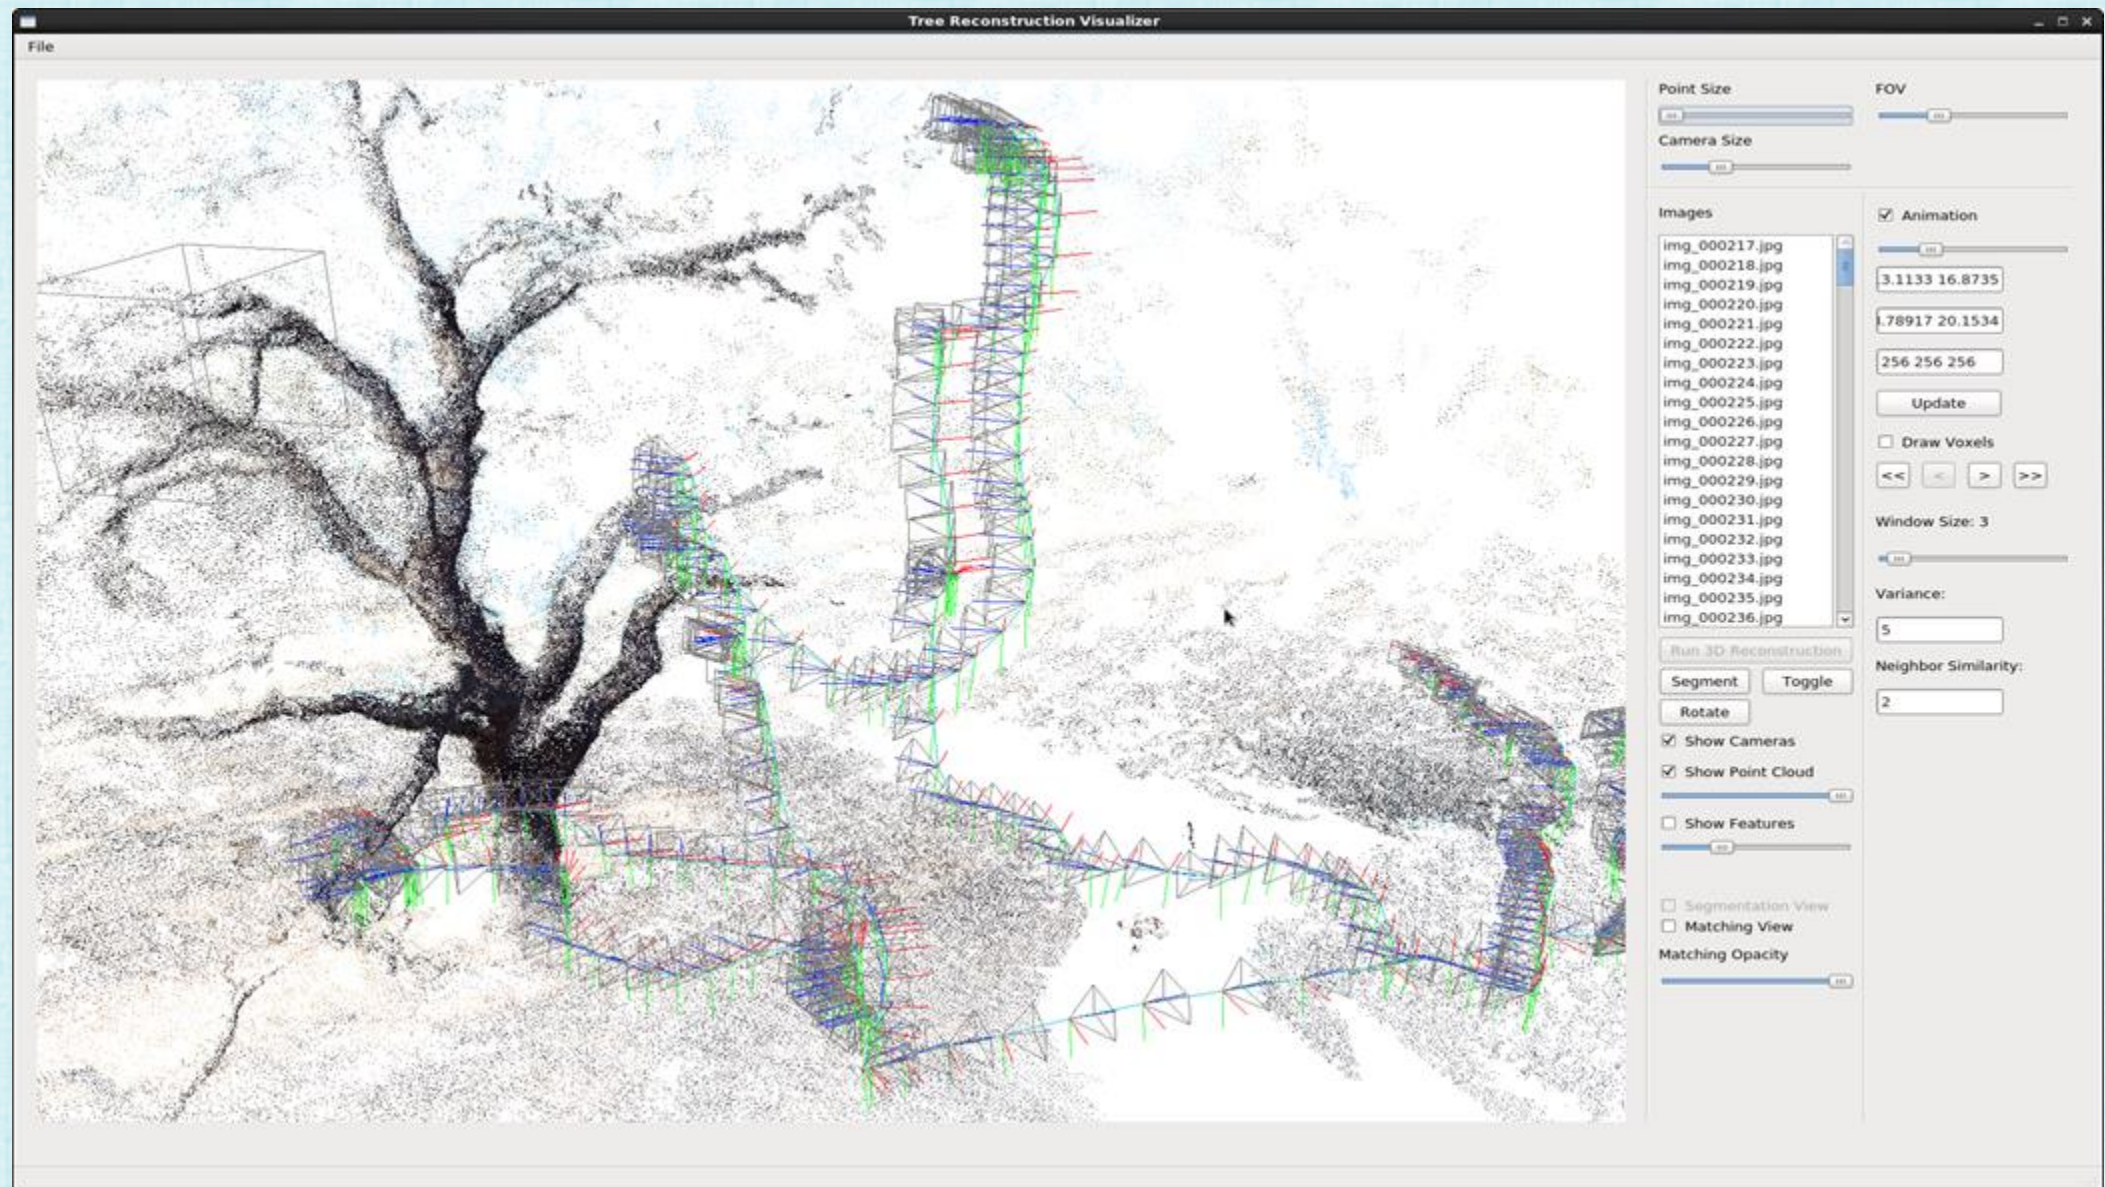 Tree Reconstruction Visualizer
File
Point Size
FOV
Camera Size
Images
Animation
img_000217.jpg
img_000218.jpg
img_000219.jpg
img_000220.jpg
img_000221.jpg
img_000222.jpg
img_000223.jpg
img_000224.jpg
img_000225.jpg
img_000226.jpg
img_000227.jpg
img_000228.jpg
img_000229.jpg
img_000230.jpg
img_000231.jpg
img_000232.jpg
img_000233.jpg
img_000234.jpg
img_000235.jpg
img_000236.jpg
Run 3D Reconstruction
Segment
Toggle
Rotate
Show Cameras
Show Point Cloud
Show Features
Segmentation View
Matching View
Matching Opacity
3.1133 16.8735
.78917 20.1534
256 256 256
Update
Draw Voxels
<< < > >>
Window Size: 3
Variance:
5
Neighbor Similarity:
2